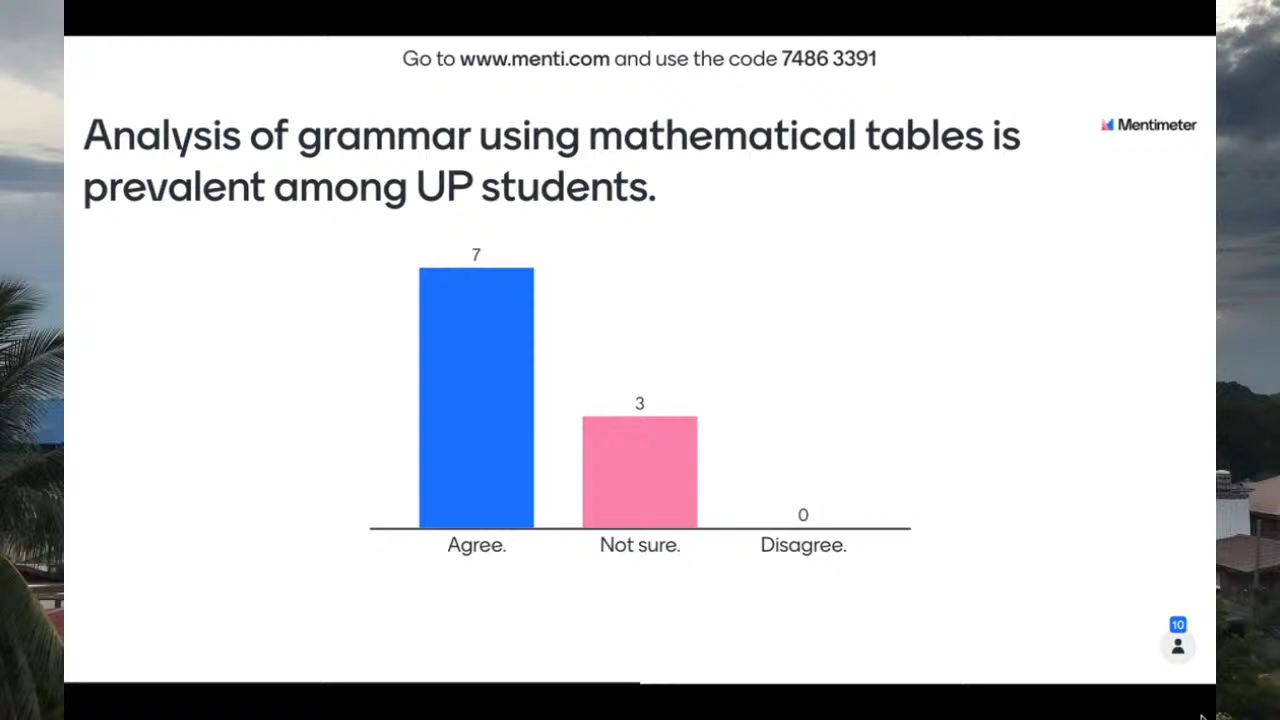 Go to www.menti.com and use the code 7486 3391
Mentimeter
Analysis of grammar using mathematical tables is
prevalent among UP students.
7
3
0
Agree.
Not sure.
Disagree.
10